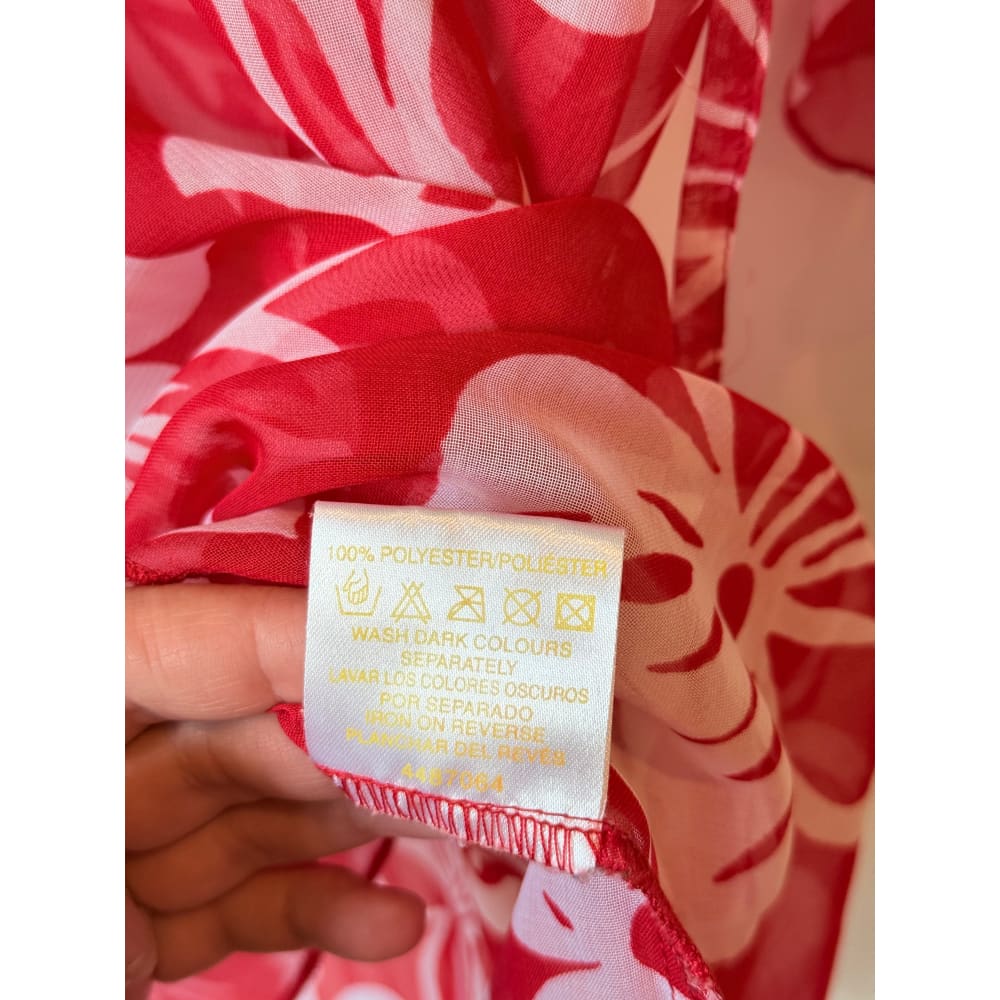 100% POLYESTER/POLIÉSTER
WASH DARK COLOURS
SEPARATELY
LAVAR LOS COLORES OSCUROS
POR SEPARADO
IRON ON REVERSE
PLANCHAR DEL REVÉS
4487064